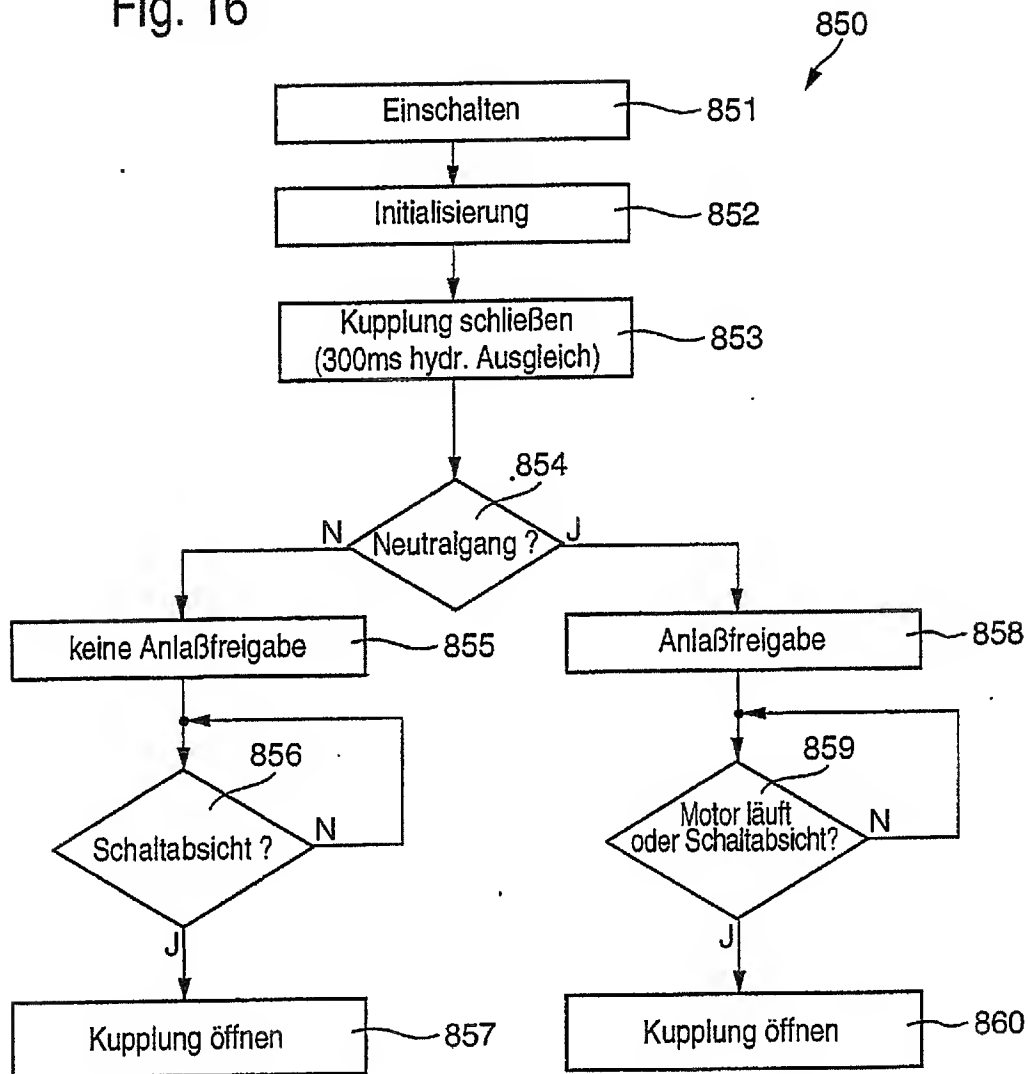 Fig. 16
850
Einschalten
851
Initialisierung
852
Kupplung schließen
(300ms hydr. Ausgleich)
853
.854
N
Neutralgang ?
J
keine Anlaßfreigabe
855
Anlaßfreigabe
858
856
Schaltabsicht ?
N
859
Motor läuft
oder Schaltabsicht?
N
J
J
Kupplung öffnen
857
Kupplung öffnen
860